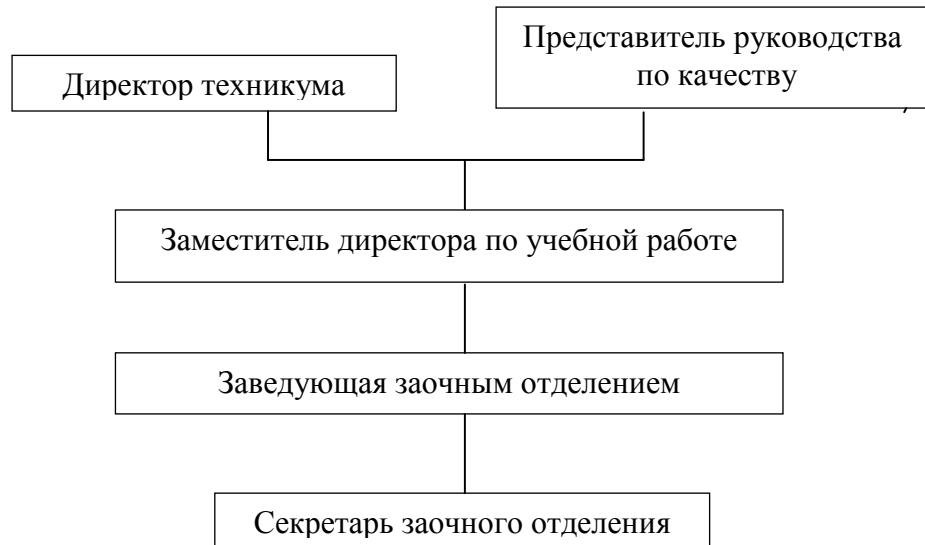 Директор техникума
Представитель руководства
по качеству
Заместитель директора по учебной работе
Заведующая заочным отделением
Секретарь заочного отделения